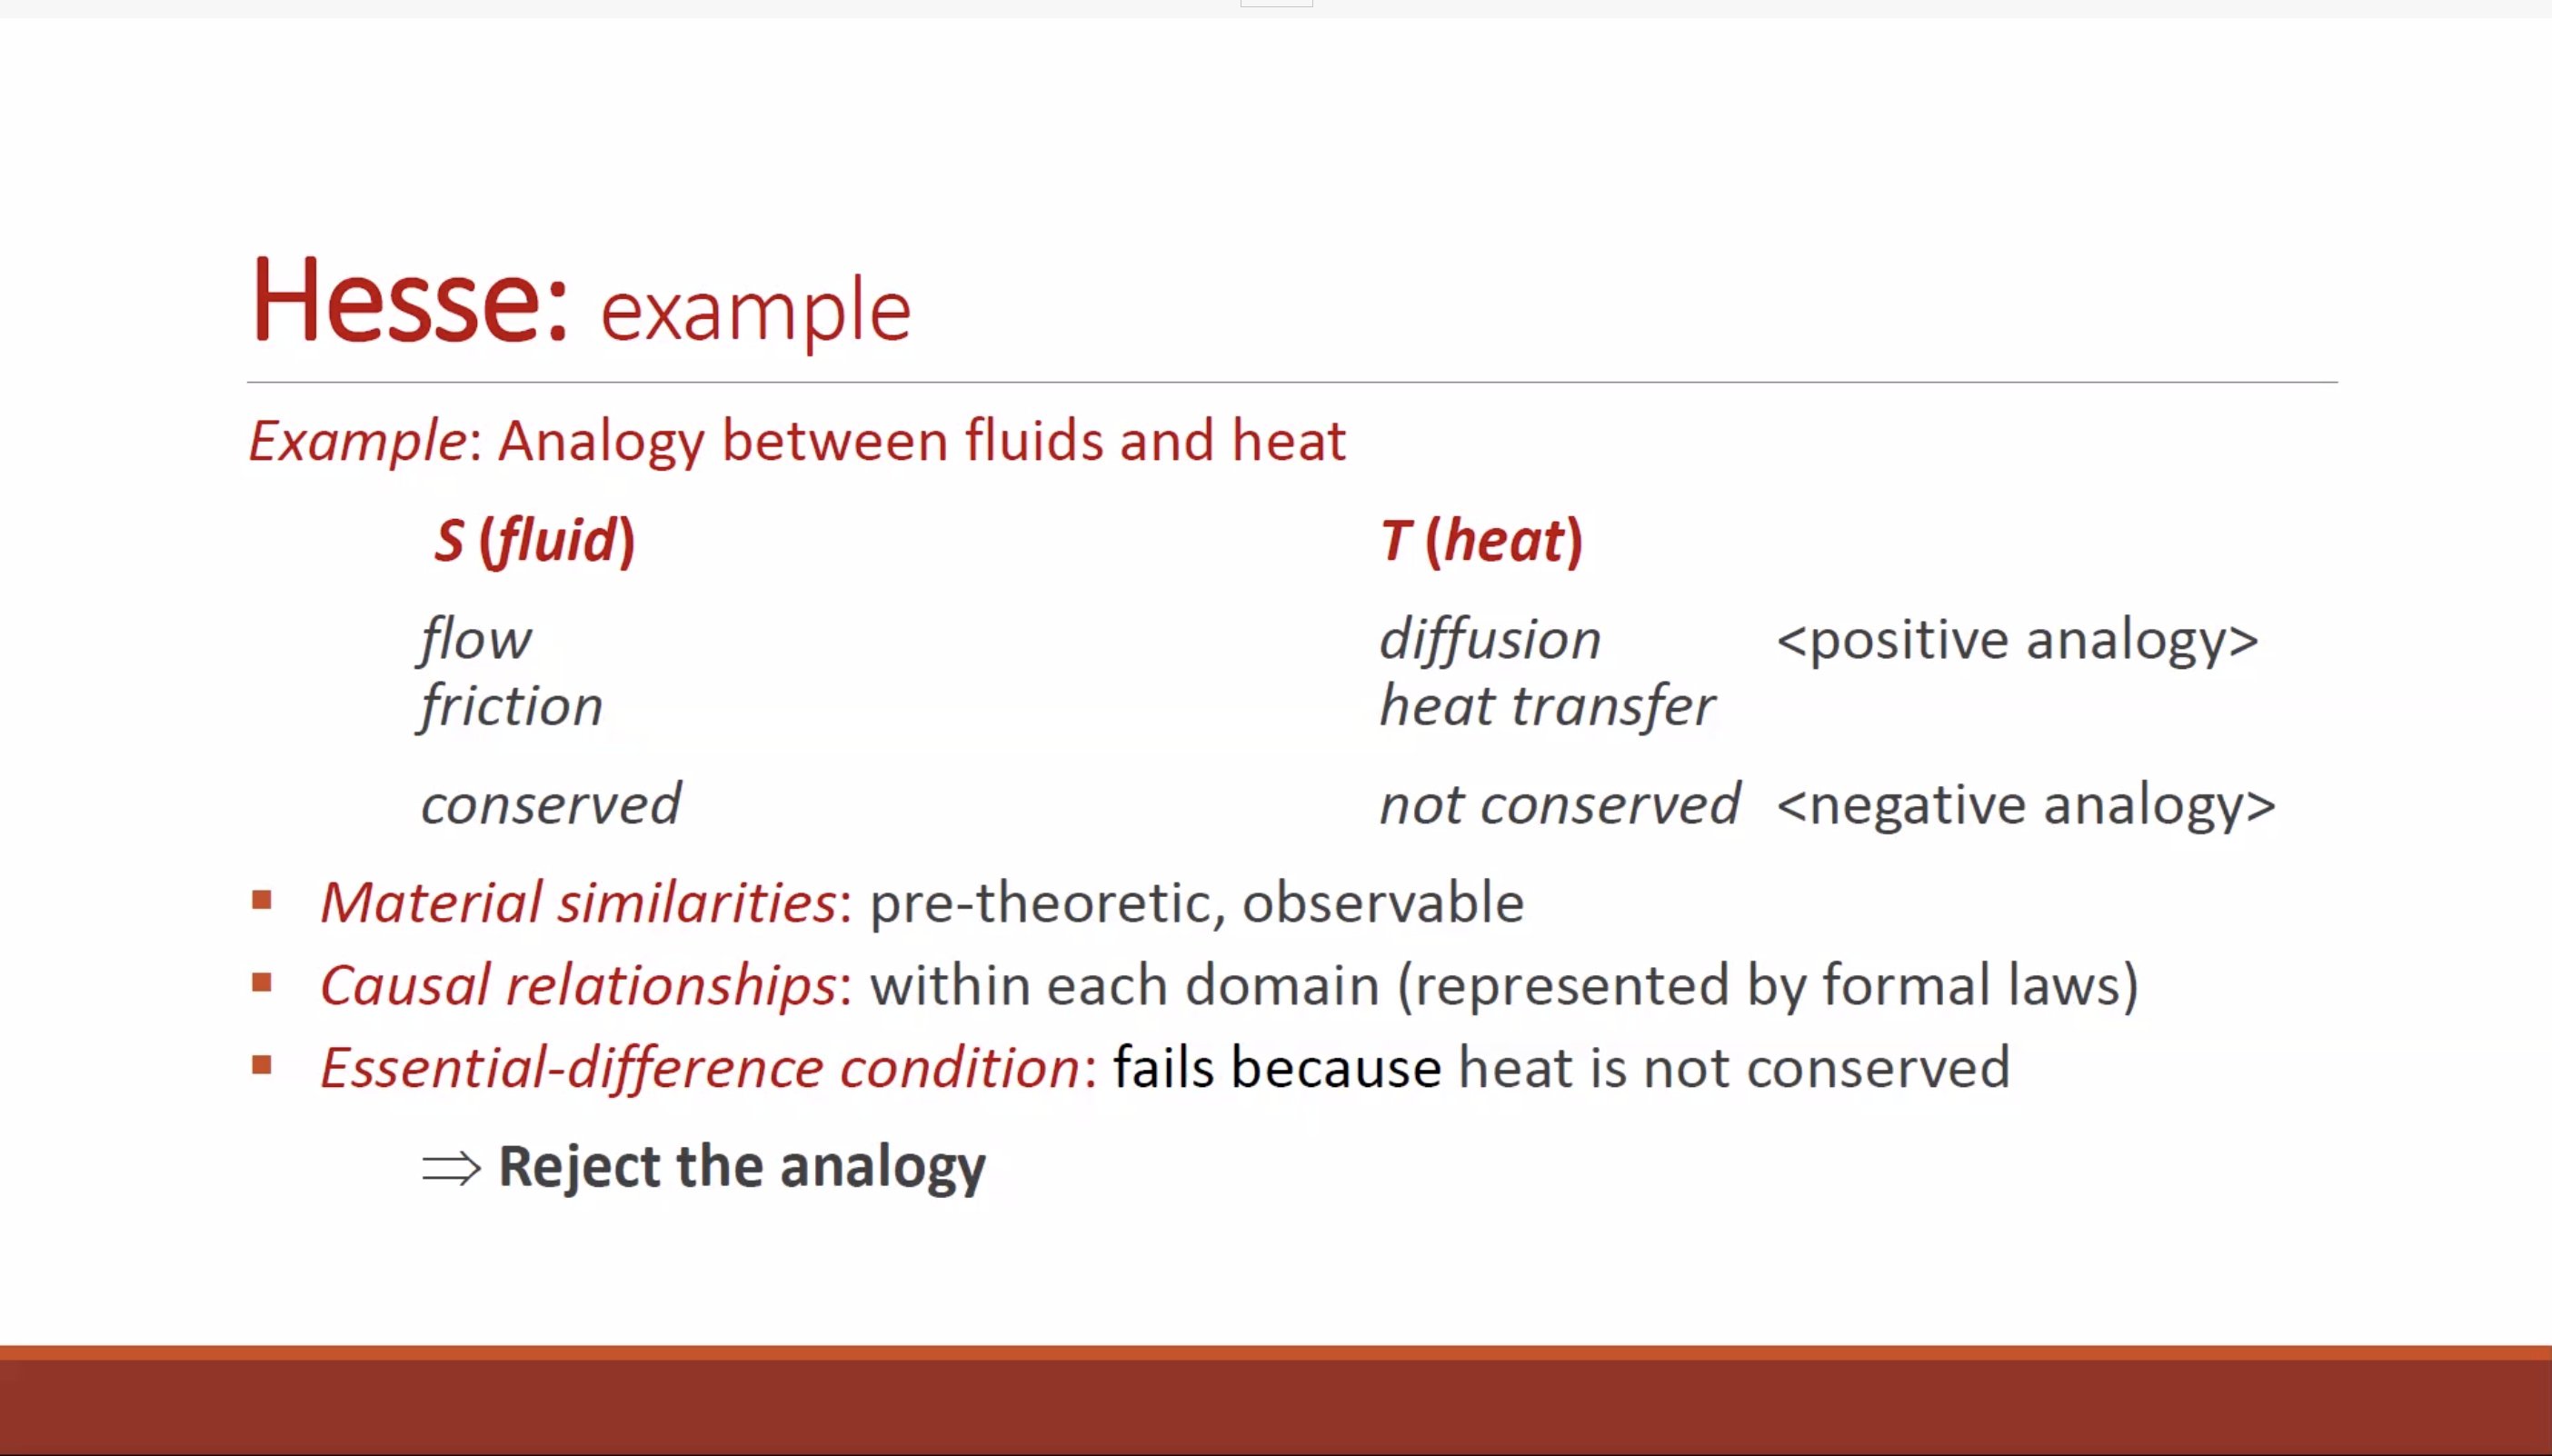 Hesse: example
Example: Analogy between fluids and heat
S (fluid) T (heat)
flow diffusion <positive analogy>
friction heat transfer
conserved not conserved <negative analogy>
▪ Material similarities: pre-theoretic, observable
▪ Causal relationships: within each domain (represented by formal laws)
▪ Essential-difference condition: fails because heat is not conserved
⇒ Reject the analogy